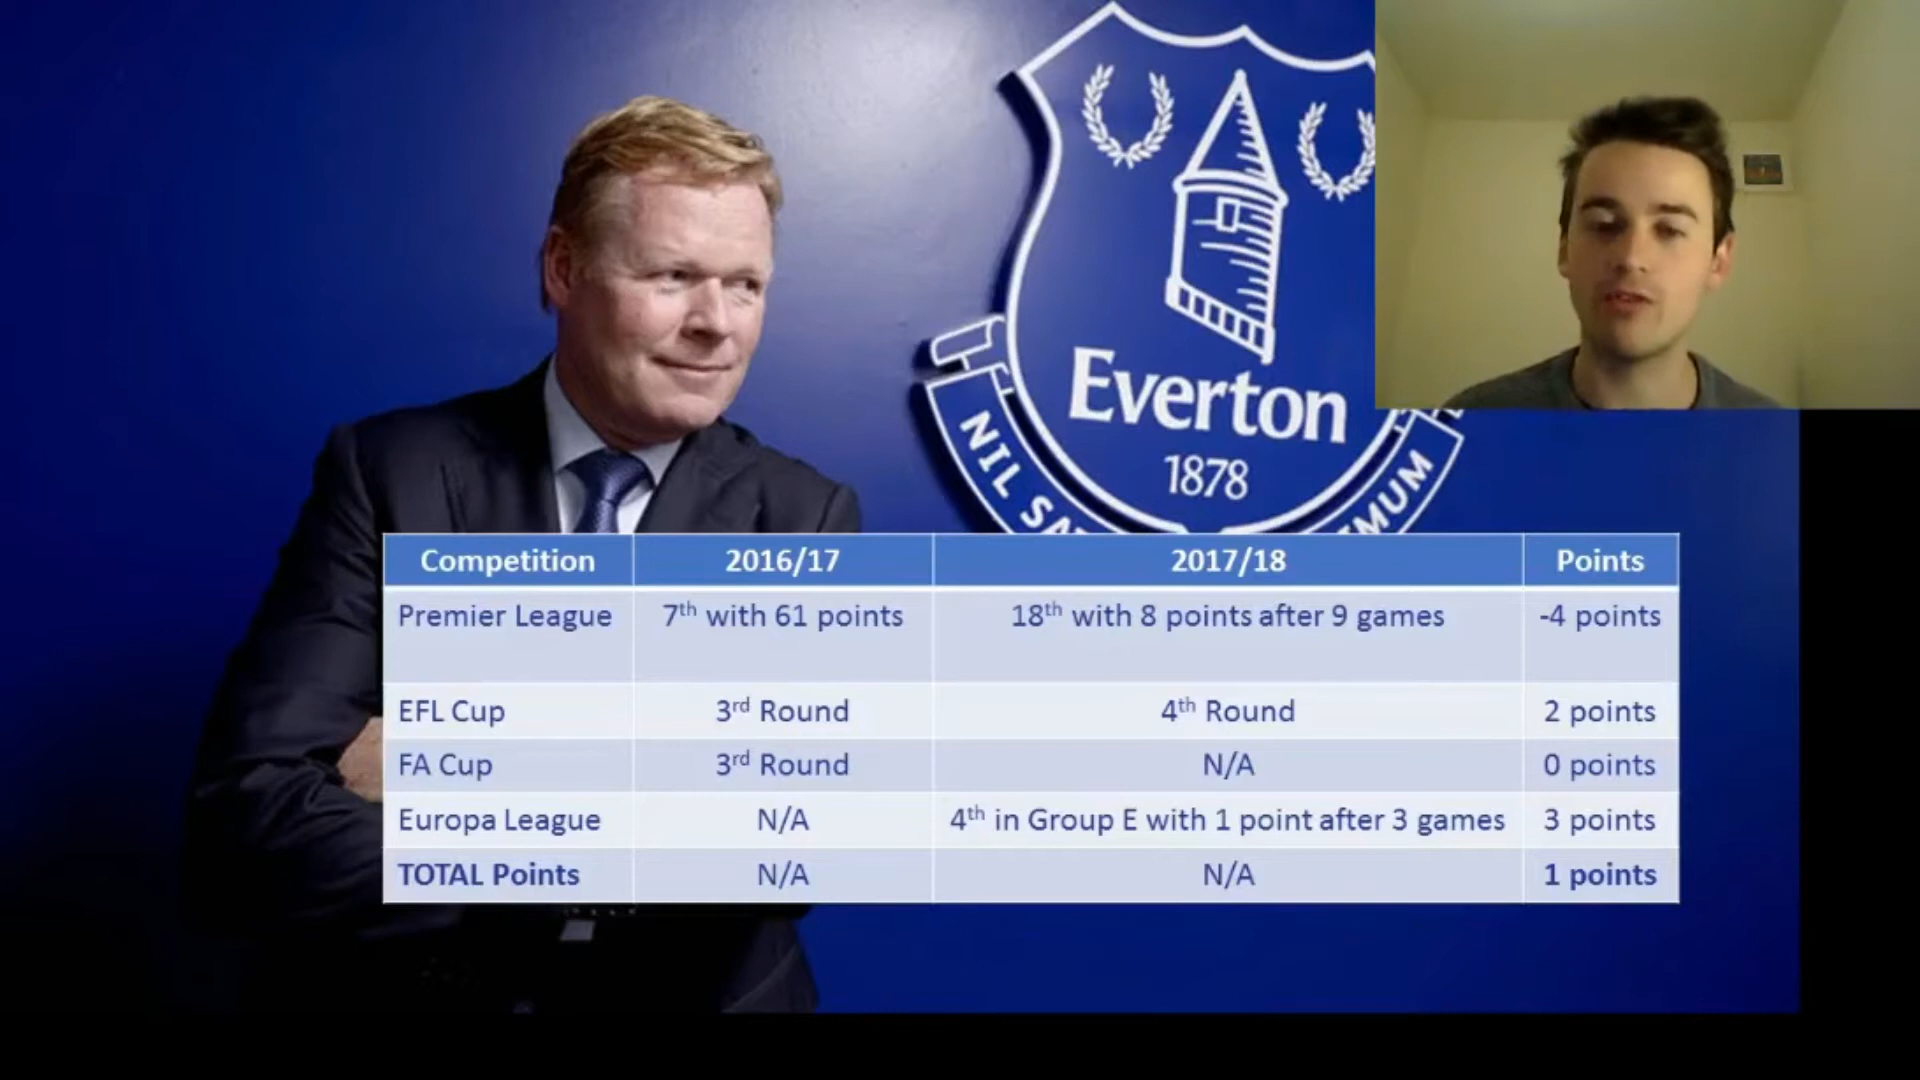 Everton
1878
NIL SA
EMUM
Competition 2016/17 2017/18 Points
Premier League 7th with 61 points 18th with 8 points after 9 games -4 points
EFL Cup 3rd Round 4th Round 2 points
FA Cup 3rd Round N/A 0 points
Europa League N/A 4th in Group E with 1 point after 3 games 3 points
TOTAL Points N/A N/A 1 points